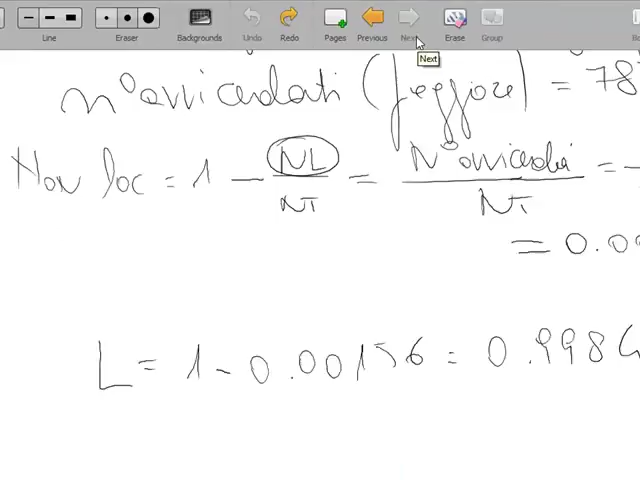 Line Eraser Backgrounds Undo Redo Pages Previous Next Erase Group
Next
n° avvicendati (peggiore) = 78
Non loc = 1 - NL / NT = N° avvicendati / NT =
= 0.0
L = 1 - 0.00156 = 0.9984